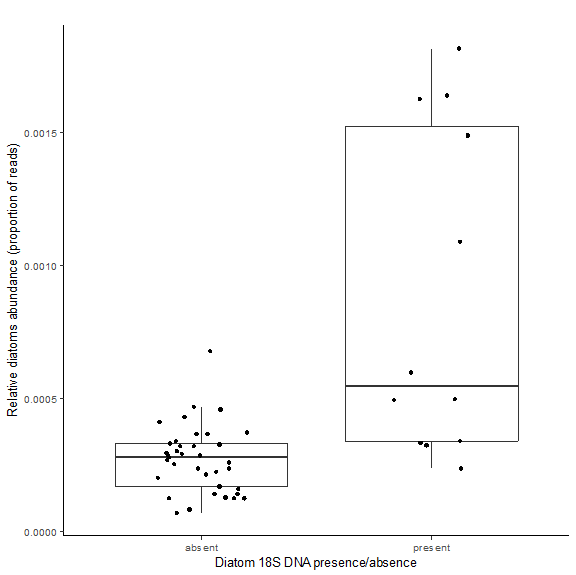 Relative diatoms abundance (proportion of reads)
0.0015
0.0010
0.0005
0.0000
absent present
Diatom 18S DNA presence/absence